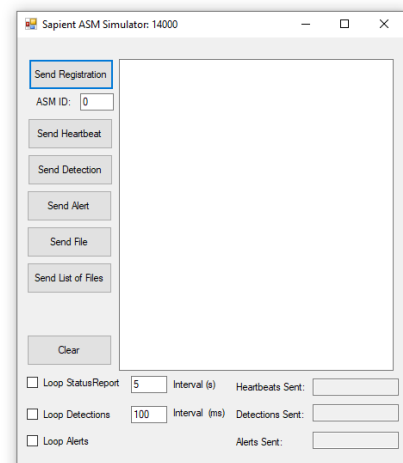 Sapient ASM Simulator: 14000
Send Registration
ASM ID: 0
Send Heartbeat
Send Detection
Send Alert
Send File
Send List of Files
Clear
Loop StatusReport 5 Interval (s) Heartbeats Sent:
Loop Detections 100 Interval (ms) Detections Sent:
Loop Alerts Alerts Sent: